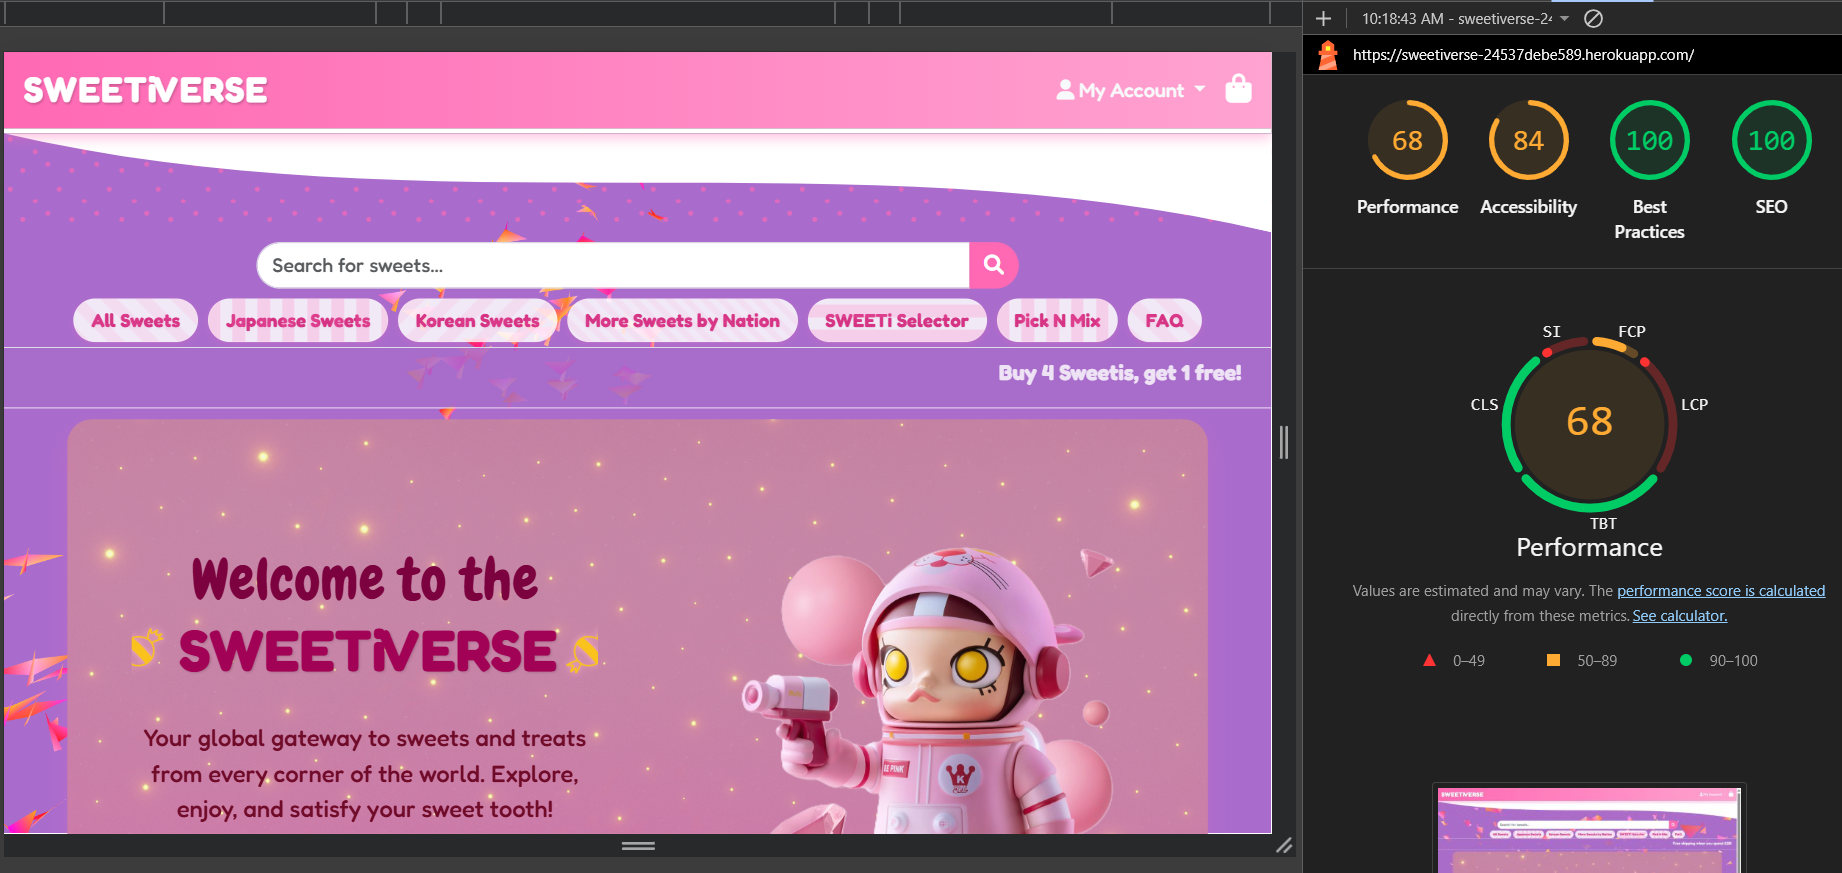 SWEETiVERSE
My Account
Search for sweets...
All Sweets
Japanese Sweets
Korean Sweets
More Sweets by Nation
SWEETi Selector
Pick N Mix
FAQ
Buy 4 Sweetis, get 1 free!
Welcome to the
SWEETiVERSE
Your global gateway to sweets and treats
from every corner of the world. Explore,
enjoy, and satisfy your sweet tooth!
10:18:43 AM - sweetiverse-24
https://sweetiverse-24537debe589.herokuapp.com/
68
84
100
100
Performance
Accessibility
Best
Practices
SEO
SI
FCP
CLS
LCP
68
TBT
Performance
Values are estimated and may vary. The performance score is calculated
directly from these metrics. See calculator.
0–49
50–89
90–100
SWEETiVERSE